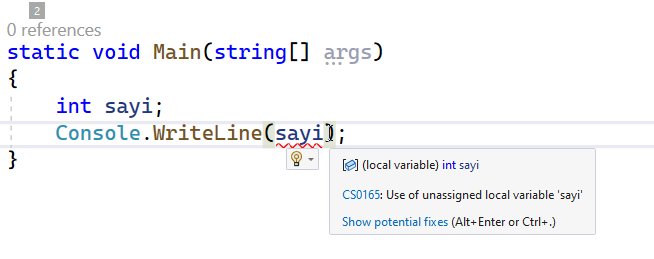 2
0 references
static void Main(string[] args)
{
int sayi;
Console.WriteLine(sayi);
}
(local variable) int sayi
CS0165: Use of unassigned local variable 'sayi'
Show potential fixes (Alt+Enter or Ctrl+.)